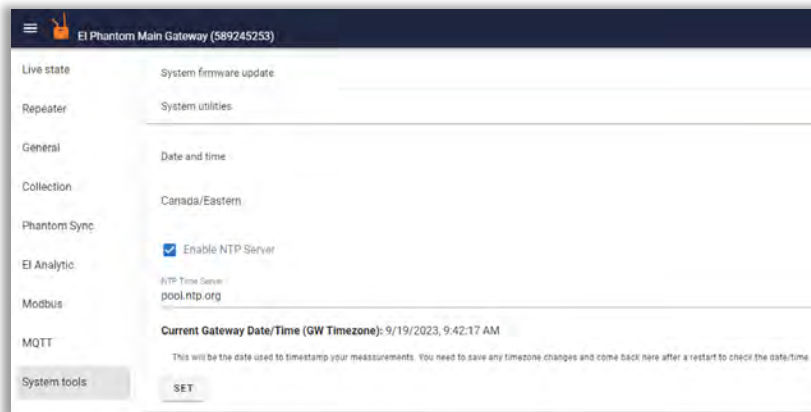 EI Phantom Main Gateway (589245253)
Live state
Repeater
General
Collection
Phantom Sync
EI Analytic
Modbus
MQTT
System tools
System firmware update
System utilities
Date and time
Canada/Eastern
Enable NTP Server
NTP Time Server
pool.ntp.org
Current Gateway Date/Time (GW Timezone): 9/19/2023, 9:42:17 AM
This will be the date used to timestamp your meassurements. You need to save any timezone changes and come back here after a restart to check the date/time
SET